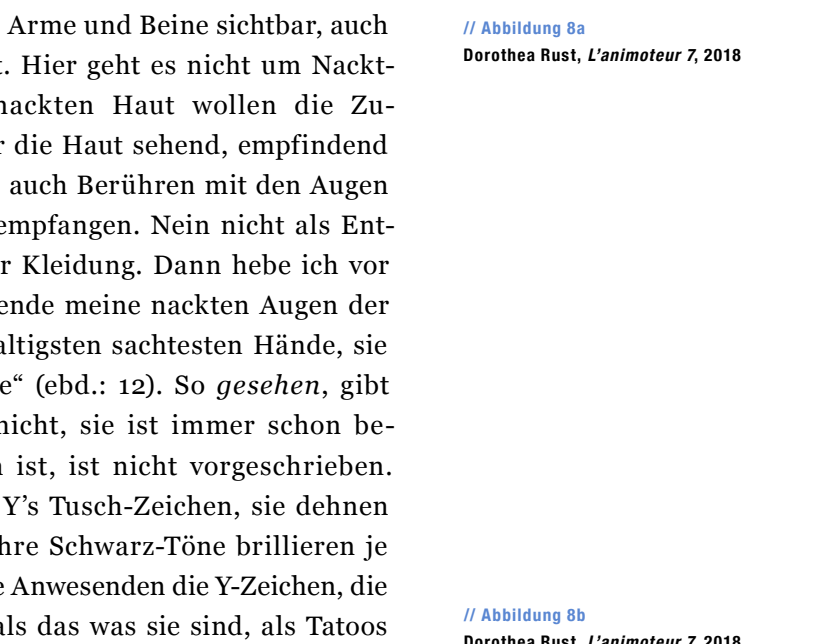 Arme und Beine sichtbar, auch
Hier geht es nicht um Nackt-
nackten Haut wollen die Zu-
die Haut sehend, empfindend
auch Berühren mit den Augen
empfangen. Nein nicht als Ent-
Kleidung. Dann hebe ich vor
meine nackten Augen der
sachtesten Hände, sie
(ebd.: 12). So gesehen, gibt
nicht, sie ist immer schon be-
ist, ist nicht vorgeschrieben.
Y’s Tusch-Zeichen, sie dehnen
Schwarz-Töne brillieren je
Anwesenden die Y-Zeichen, die
als das was sie sind, als Tatoos
// Abbildung 8a
Dorothea Rust, L’animoteur 7, 2018
// Abbildung 8b
Dorothea Rust, L’animoteur 7, 2018